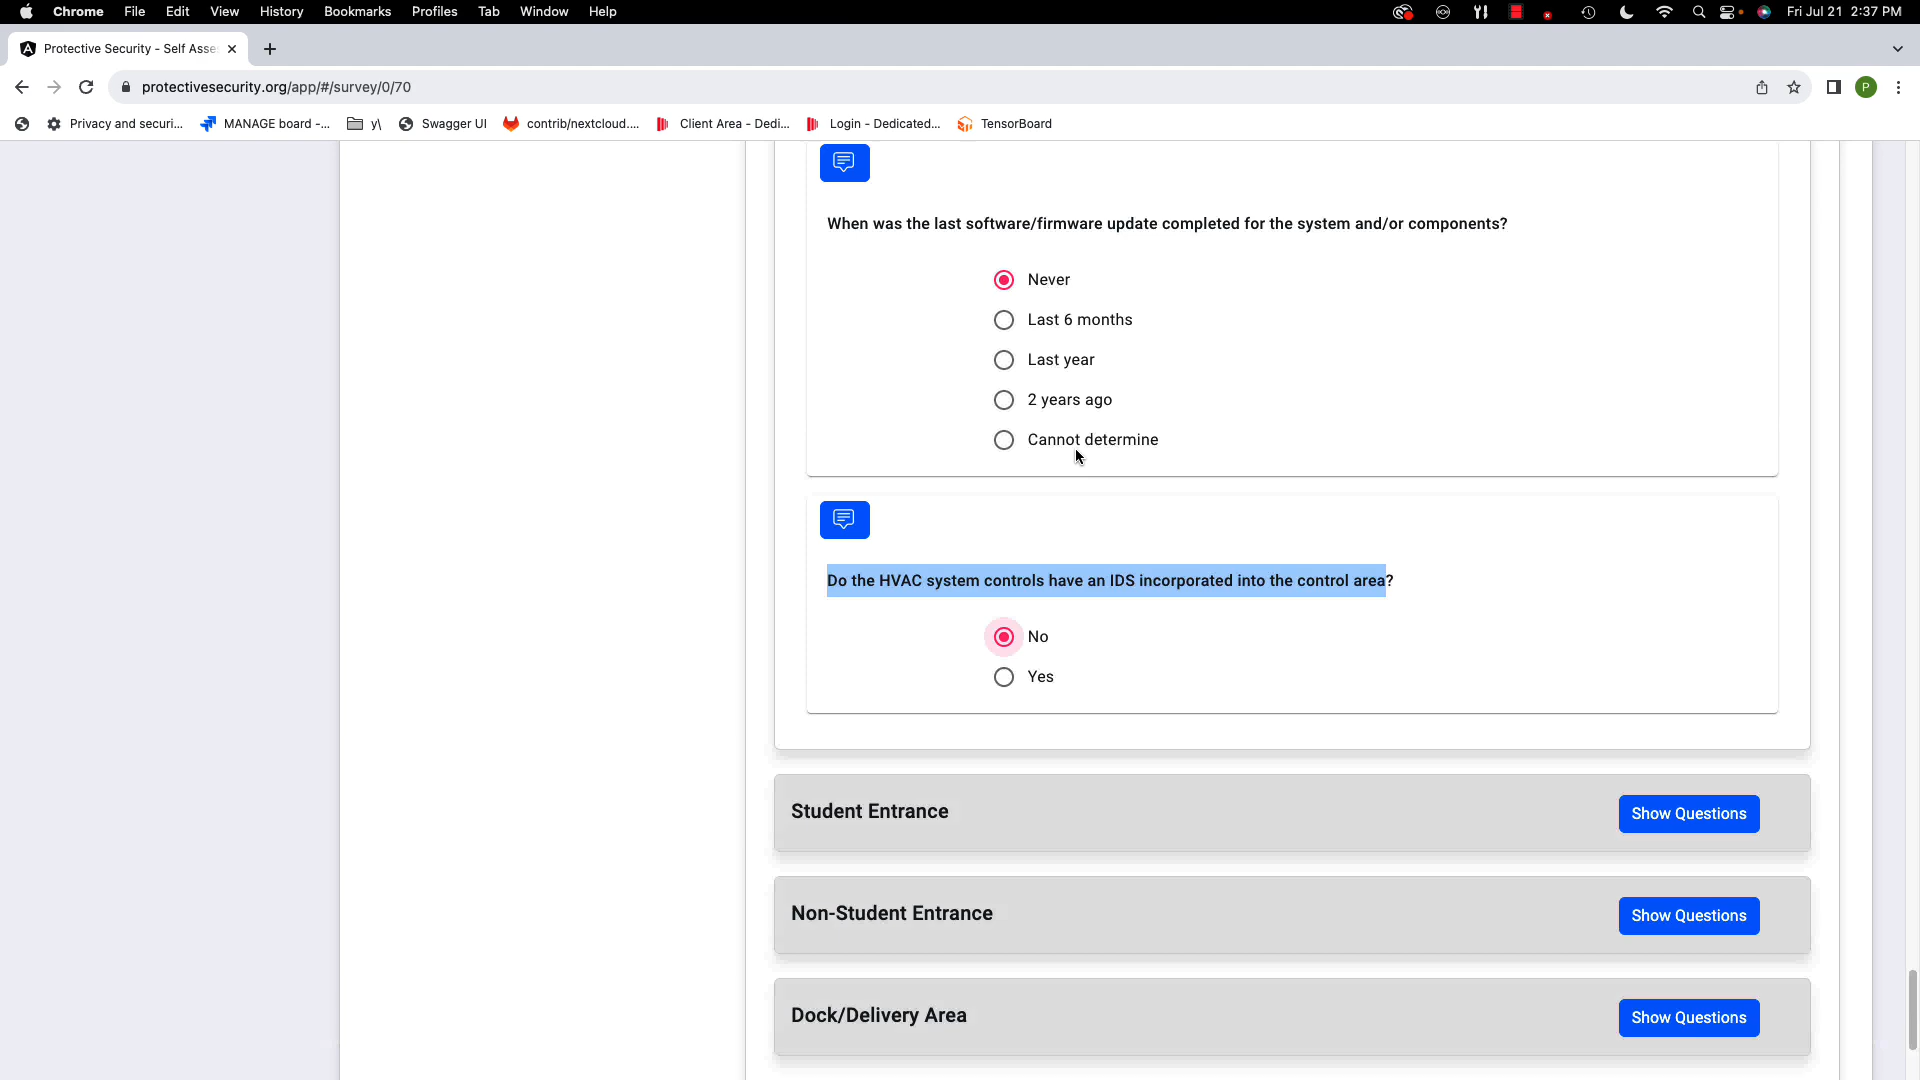 Chrome File Edit View History Bookmarks Profiles Tab Window Help Fri Jul 21 2:37 PM
Protective Security - Self Asse
protectivesecurity.org/app/#/survey/0/70 P
Privacy and securi... MANAGE board -... y\ Swagger UI contrib/nextcloud.... Client Area - Dedi... Login - Dedicated... TensorBoard
When was the last software/firmware update completed for the system and/or components?
Never
Last 6 months
Last year
2 years ago
Cannot determine
Do the HVAC system controls have an IDS incorporated into the control area?
No
Yes
Student Entrance Show Questions
Non-Student Entrance Show Questions
Dock/Delivery Area Show Questions